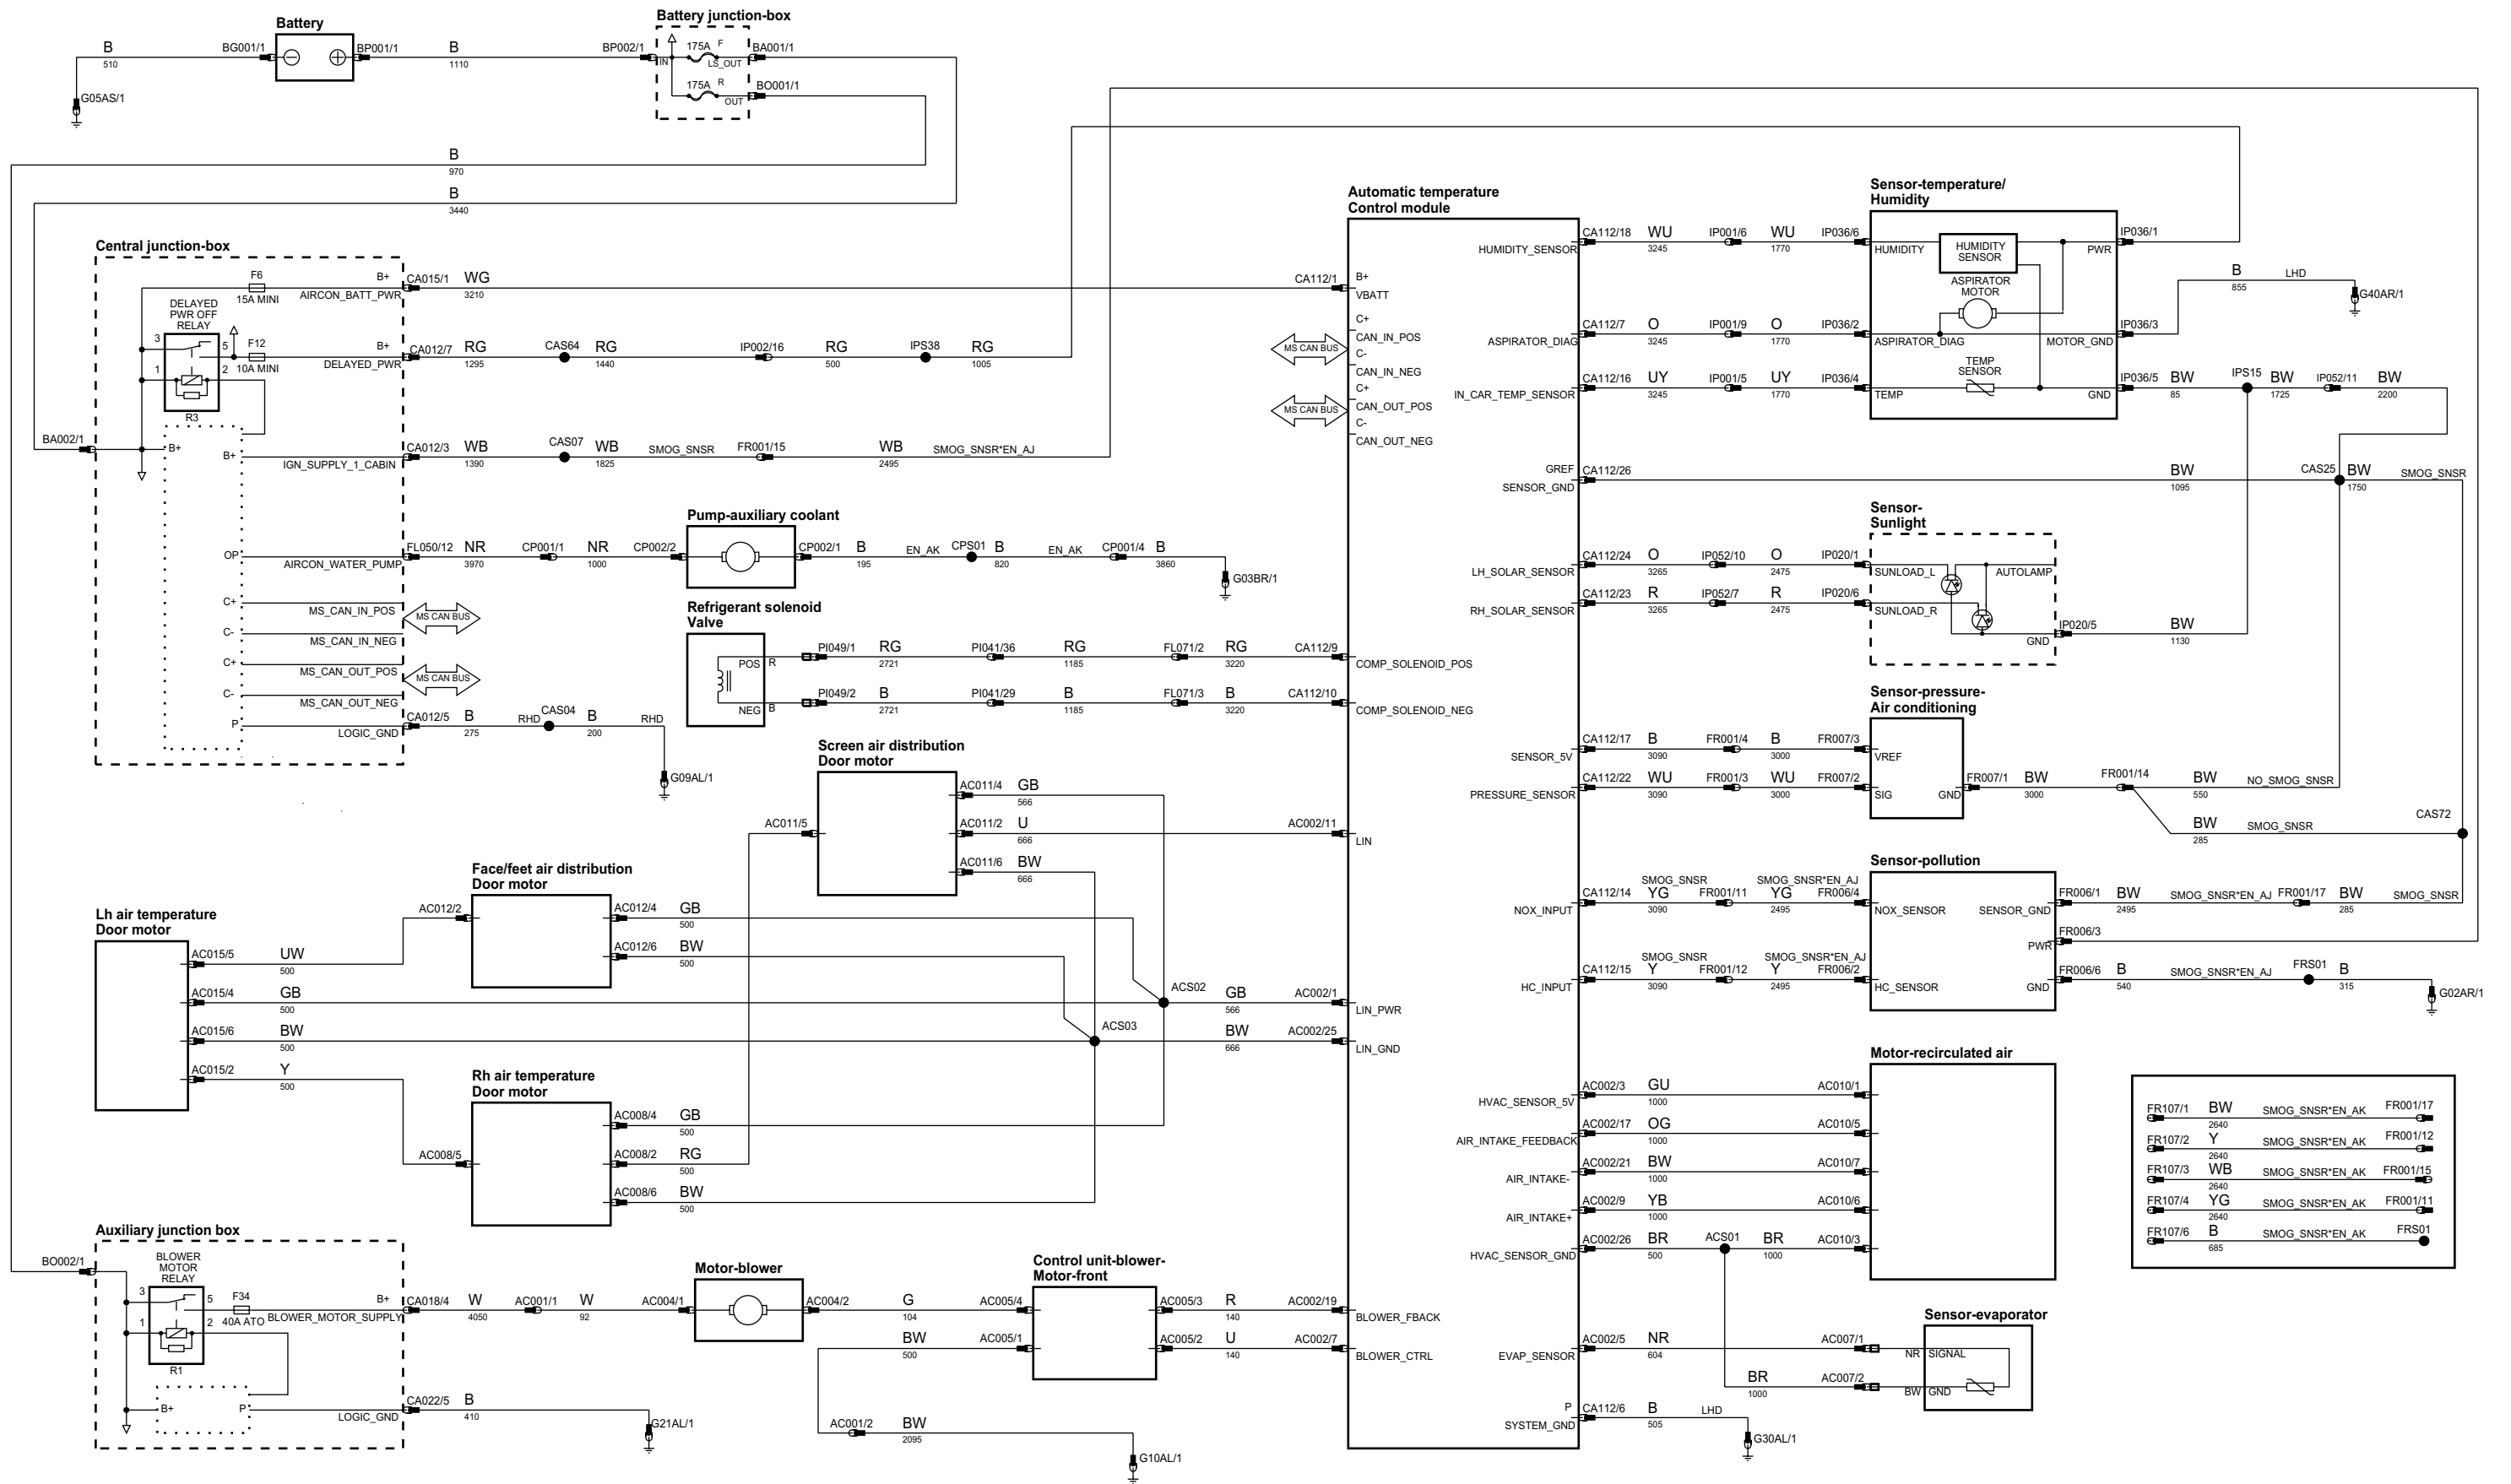 Battery
Battery junction-box
B
510
BG001/1
BP001/1
B
1110
BP002/1
175A F
IN
LS_OUT
BA001/1
175A R
OUT
BO001/1
G05AS/1
B
970
B
3440
Central junction-box
F6
15A MINI
B+
AIRCON_BATT_PWR
CA015/1
WG
3210
CA112/1
DELAYED
PWR OFF
RELAY
3
5
1
2
R3
F12
10A MINI
B+
DELAYED_PWR
CA012/7
RG
1295
CAS64
RG
1440
IP002/16
RG
500
IPS38
RG
1005
BA002/1
B+
B+
IGN_SUPPLY_1_CABIN
CA012/3
WB
1390
CAS07
WB
1825
SMOG_SNSR
FR001/15
WB
2495
SMOG_SNSR*EN_AJ
OP
AIRCON_WATER_PUMP
FL050/12
NR
3970
CP001/1
NR
1000
CP002/2
Pump-auxiliary coolant
CP002/1
B
195
EN_AK
CPS01
B
820
EN_AK
CP001/4
B
3860
G03BR/1
C+
MS_CAN_IN_POS
C-
MS_CAN_IN_NEG
MS CAN BUS
C+
MS_CAN_OUT_POS
C-
MS_CAN_OUT_NEG
MS CAN BUS
P
LOGIC_GND
CA012/5
B
275
RHD
CAS04
B
200
RHD
G09AL/1
Refrigerant solenoid
Valve
POS
R
PI049/1
RG
2721
PI041/36
RG
1185
FL071/2
RG
3220
CA112/9
NEG
B
PI049/2
B
2721
PI041/29
B
1185
FL071/3
B
3220
CA112/10
Screen air distribution
Door motor
AC011/5
AC011/4
GB
566
AC011/2
U
666
AC002/11
AC011/6
BW
666
Face/feet air distribution
Door motor
AC012/2
AC012/4
GB
500
AC012/6
BW
500
Lh air temperature
Door motor
AC015/5
UW
500
AC015/4
GB
500
AC015/6
BW
500
AC015/2
Y
500
ACS02
GB
566
AC002/1
ACS03
BW
666
AC002/25
Rh air temperature
Door motor
AC008/5
AC008/4
GB
500
AC008/2
RG
500
AC008/6
BW
500
Auxiliary junction box
BO002/1
BLOWER
MOTOR
RELAY
3
5
1
2
R1
F34
40A ATO
B+
BLOWER_MOTOR_SUPPLY
CA018/4
W
4050
AC001/1
W
92
AC004/1
Motor-blower
AC004/2
G
104
AC005/4
BW
500
AC005/1
Control unit-blower-
Motor-front
AC005/3
R
140
AC002/19
AC005/2
U
140
AC002/7
B+
P
LOGIC_GND
CA022/5
B
410
G21AL/1
AC001/2
BW
2095
G10AL/1
Automatic temperature
Control module
B+
VBATT
C+
CAN_IN_POS
C-
CAN_IN_NEG
C+
CAN_OUT_POS
C-
CAN_OUT_NEG
MS CAN BUS
MS CAN BUS
COMP_SOLENOID_POS
COMP_SOLENOID_NEG
LIN
LIN_PWR
LIN_GND
BLOWER_FBACK
BLOWER_CTRL
HUMIDITY_SENSOR
CA112/18
WU
3245
IP001/6
WU
1770
IP036/6
ASPIRATOR_DIAG
CA112/7
O
3245
IP001/9
O
1770
IP036/2
IN_CAR_TEMP_SENSOR
CA112/16
UY
3245
IP001/5
UY
1770
IP036/4
Sensor-temperature/
Humidity
HUMIDITY
HUMIDITY
SENSOR
PWR
ASPIRATOR
MOTOR
ASPIRATOR_DIAG
MOTOR_GND
TEMP
SENSOR
TEMP
GND
IP036/1
IP036/3
B
855
LHD
G40AR/1
IP036/5
BW
85
IPS15
BW
1725
IP052/11
BW
2200
GREF
SENSOR_GND
CA112/26
BW
1095
CAS25
BW
1750
SMOG_SNSR
Sensor-
Sunlight
LH_SOLAR_SENSOR
CA112/24
O
3265
IP052/10
O
2475
IP020/1
SUNLOAD_L
AUTOLAMP
RH_SOLAR_SENSOR
CA112/23
R
3265
IP052/7
R
2475
IP020/6
SUNLOAD_R
GND
IP020/5
BW
1130
Sensor-pressure-
Air conditioning
SENSOR_5V
CA112/17
B
3090
FR001/4
B
3000
FR007/3
VREF
PRESSURE_SENSOR
CA112/22
WU
3090
FR001/3
WU
3000
FR007/2
SIG
GND
FR007/1
BW
3000
FR001/14
BW
550
NO_SMOG_SNSR
BW
285
SMOG_SNSR
CAS72
Sensor-pollution
NOX_INPUT
CA112/14
SMOG_SNSR
YG
3090
FR001/11
SMOG_SNSR*EN_AJ
YG
2495
FR006/4
NOX_SENSOR
SENSOR_GND
FR006/1
BW
2495
SMOG_SNSR*EN_AJ
FR001/17
BW
285
SMOG_SNSR
PWR
FR006/3
HC_INPUT
CA112/15
SMOG_SNSR
Y
3090
FR001/12
SMOG_SNSR*EN_AJ
Y
2495
FR006/2
HC_SENSOR
GND
FR006/6
B
540
SMOG_SNSR*EN_AJ
FRS01
B
315
G02AR/1
Motor-recirculated air
HVAC_SENSOR_5V
AC002/3
GU
1000
AC010/1
AIR_INTAKE_FEEDBACK
AC002/17
OG
1000
AC010/5
AIR_INTAKE-
AC002/21
BW
1000
AC010/7
AIR_INTAKE+
AC002/9
YB
1000
AC010/6
HVAC_SENSOR_GND
AC002/26
BR
500
ACS01
BR
1000
AC010/3
Sensor-evaporator
EVAP_SENSOR
AC002/5
NR
604
AC007/1
NR
SIGNAL
BR
1000
AC007/2
BW
GND
P
SYSTEM_GND
CA112/6
B
505
LHD
G30AL/1
FR107/1
BW
2640
SMOG_SNSR*EN_AK
FR001/17
FR107/2
Y
2640
SMOG_SNSR*EN_AK
FR001/12
FR107/3
WB
2640
SMOG_SNSR*EN_AK
FR001/15
FR107/4
YG
2640
SMOG_SNSR*EN_AK
FR001/11
FR107/6
B
685
SMOG_SNSR*EN_AK
FRS01